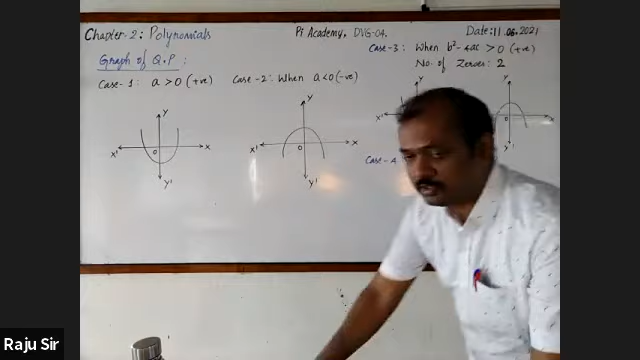 Chapter-2: Polynomials
Pi Academy, DVG-04.
Date: 11.06.2021
Graph of Q.P :
Case-1: a > 0 (+ve)
Case-2: When a < 0 (-ve)
Case-3: When b²-4ac > 0 (+ve)
No. of Zeroes: 2
Y
X'
O
X
Y'
Y
X'
O
X
Y'
Y
X'
Y
O
X
Y'
Case-4
Raju Sir